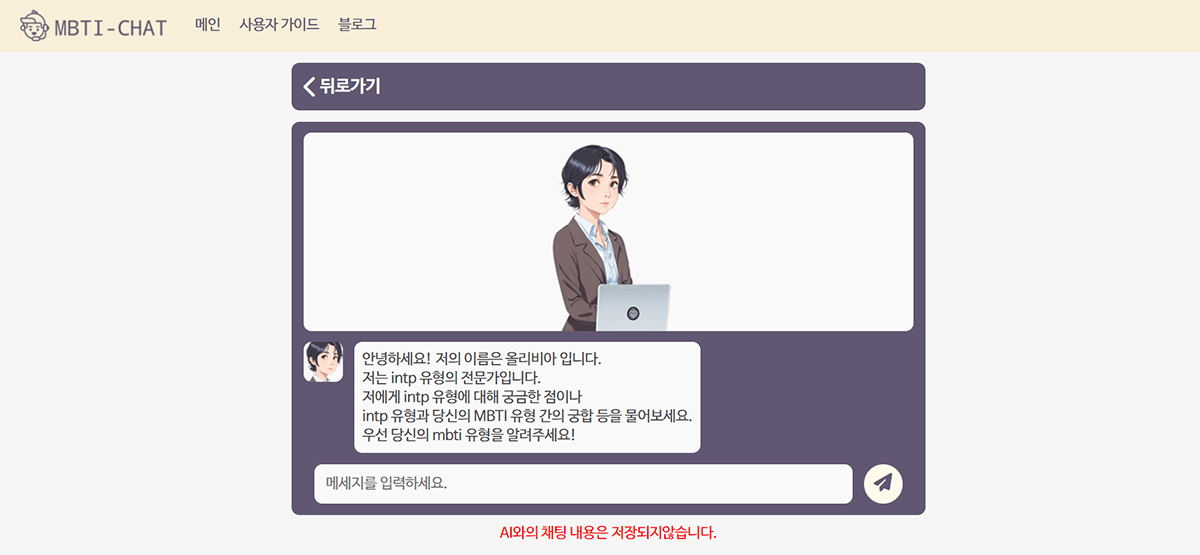 MBTI-CHAT 메인 사용자 가이드 블로그
뒤로가기
안녕하세요! 저의 이름은 올리비아 입니다.
저는 intp 유형의 전문가입니다.
저에게 intp 유형에 대해 궁금한 점이나
intp 유형과 당신의 MBTI 유형 간의 궁합 등을 물어보세요.
우선 당신의 mbti 유형을 알려주세요!
메세지를 입력하세요.
AI와의 채팅 내용은 저장되지않습니다.